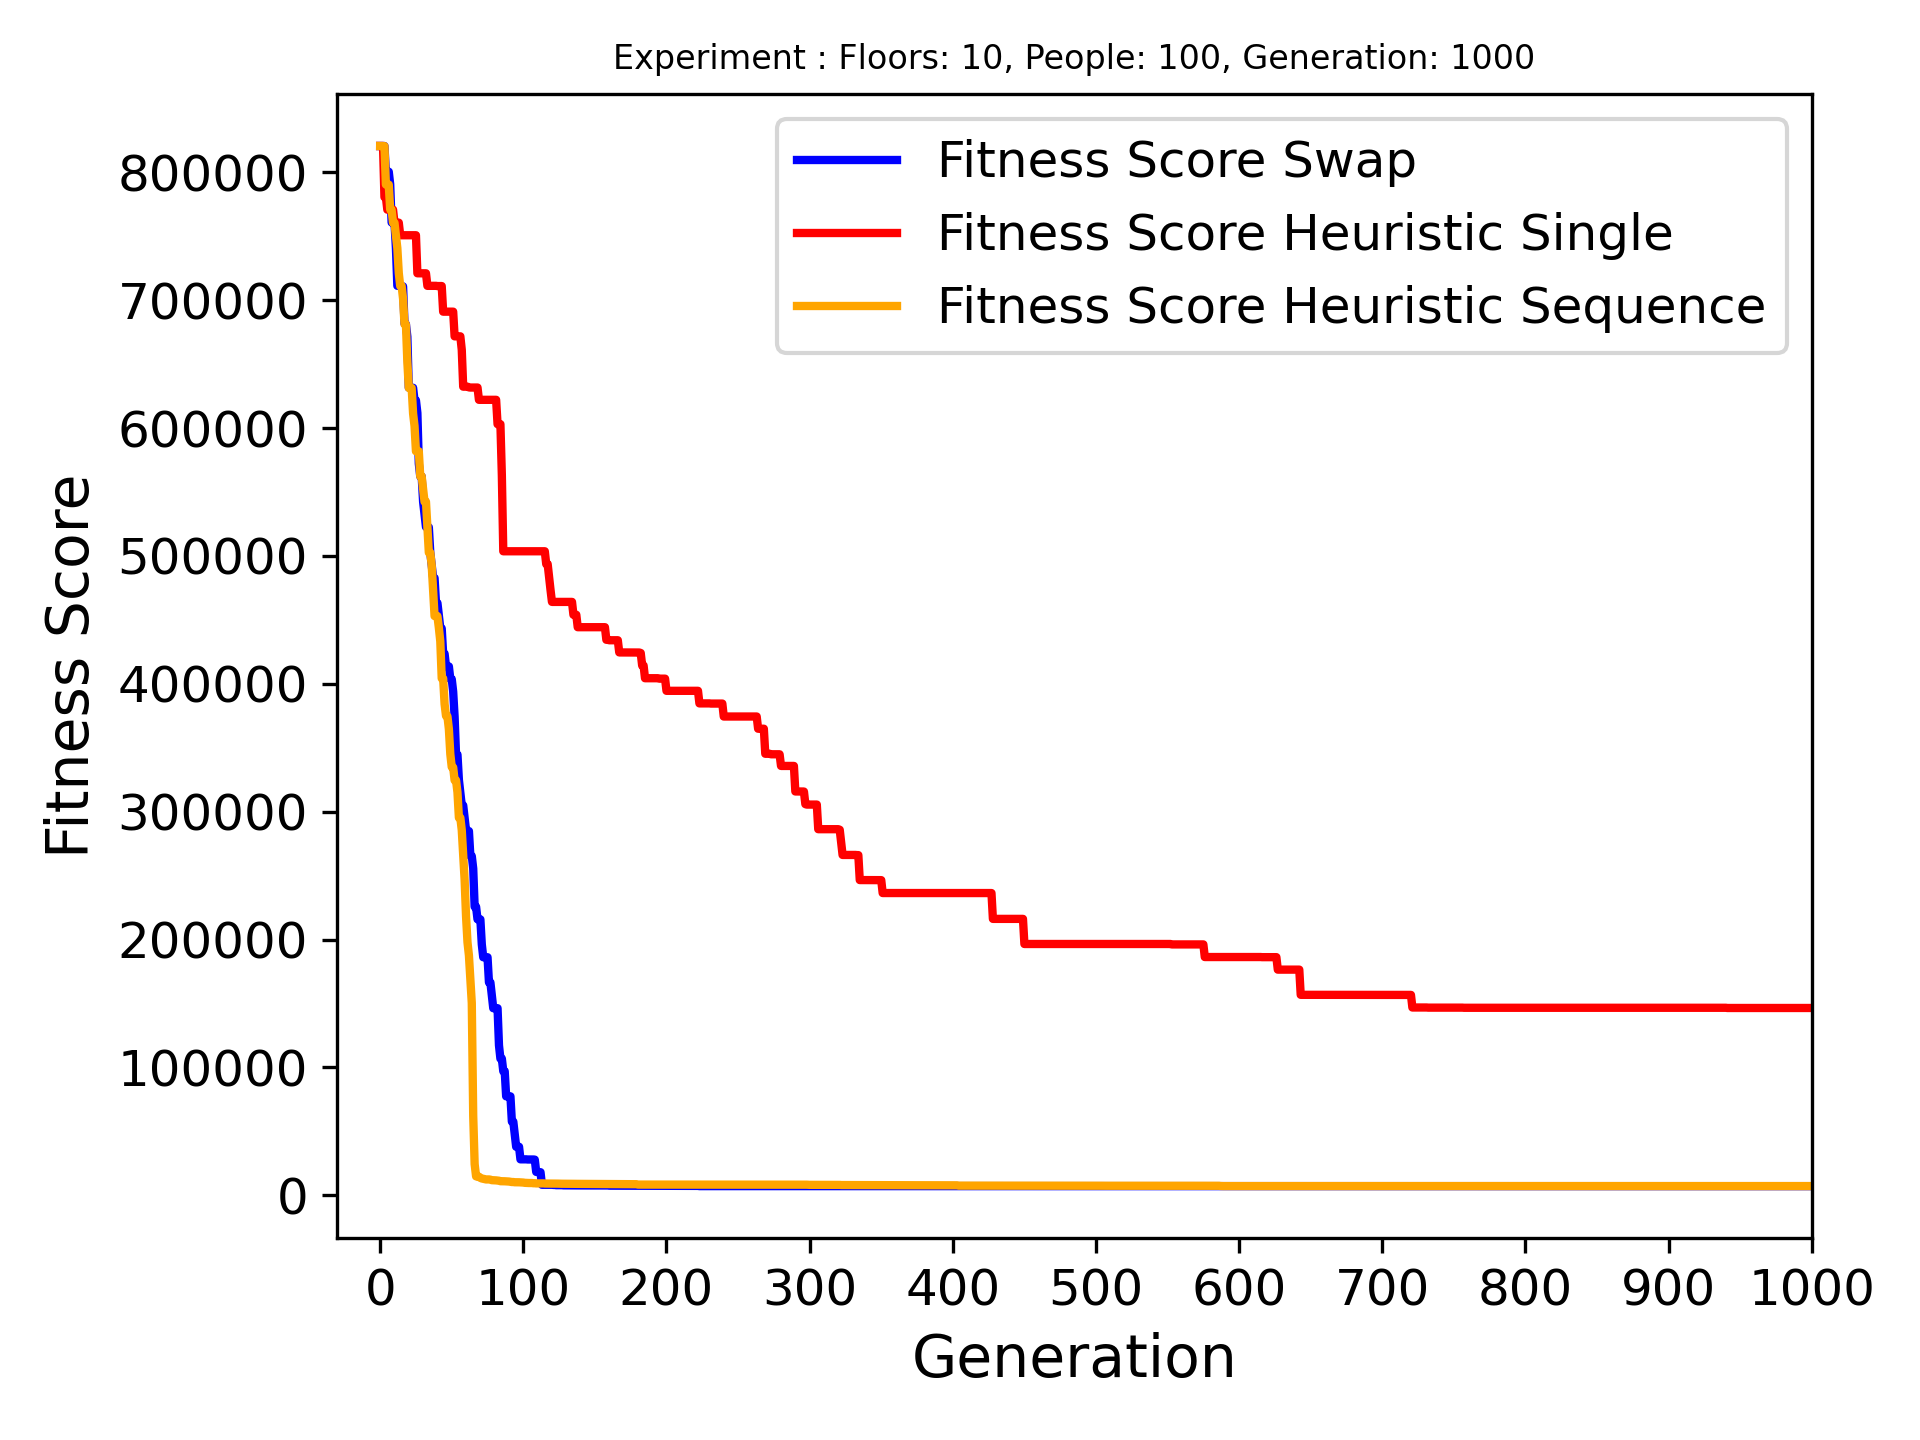 Experiment : Floors: 10, People: 100, Generation: 1000
Fitness Score Swap
Fitness Score Heuristic Single
Fitness Score Heuristic Sequence
800000
700000
600000
500000
400000
300000
200000
100000
0
Fitness Score
0 100 200 300 400 500 600 700 800 900 1000
Generation